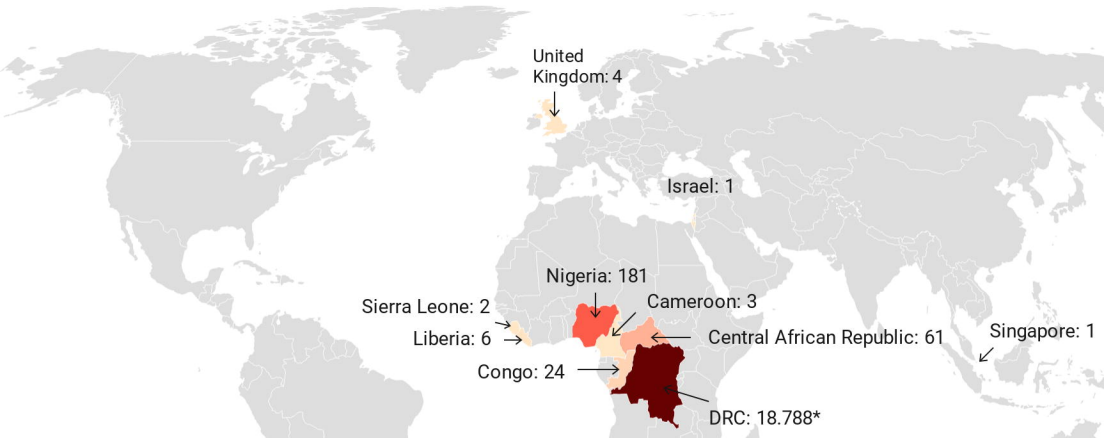 United
Kingdom: 4
Israel: 1
Nigeria: 181
Cameroon: 3
Sierra Leone: 2
Liberia: 6
Central African Republic: 61
Singapore: 1
Congo: 24
DRC: 18.788*